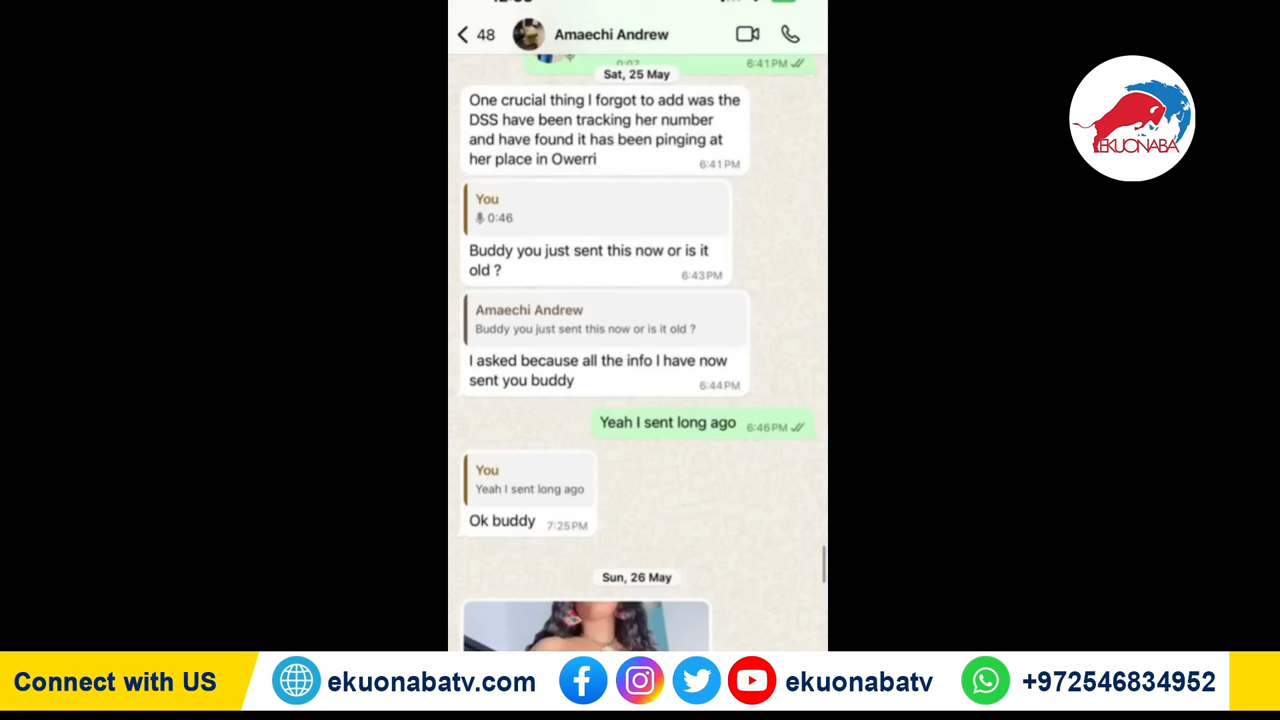 48
Amaechi Andrew
0:07
6:41 PM
Sat, 25 May
One crucial thing I forgot to add was the
DSS have been tracking her number
and have found it has been pinging at
her place in Owerri
6:41 PM
You
0:46
Buddy you just sent this now or is it
old ?
6:43 PM
Amaechi Andrew
Buddy you just sent this now or is it old ?
I asked because all the info I have now
sent you buddy
6:44 PM
Yeah I sent long ago
6:46 PM
You
Yeah I sent long ago
Ok buddy
7:25 PM
Sun, 26 May
EKUONABA
Connect with US
ekuonabatv.com
ekuonabatv
+972546834952